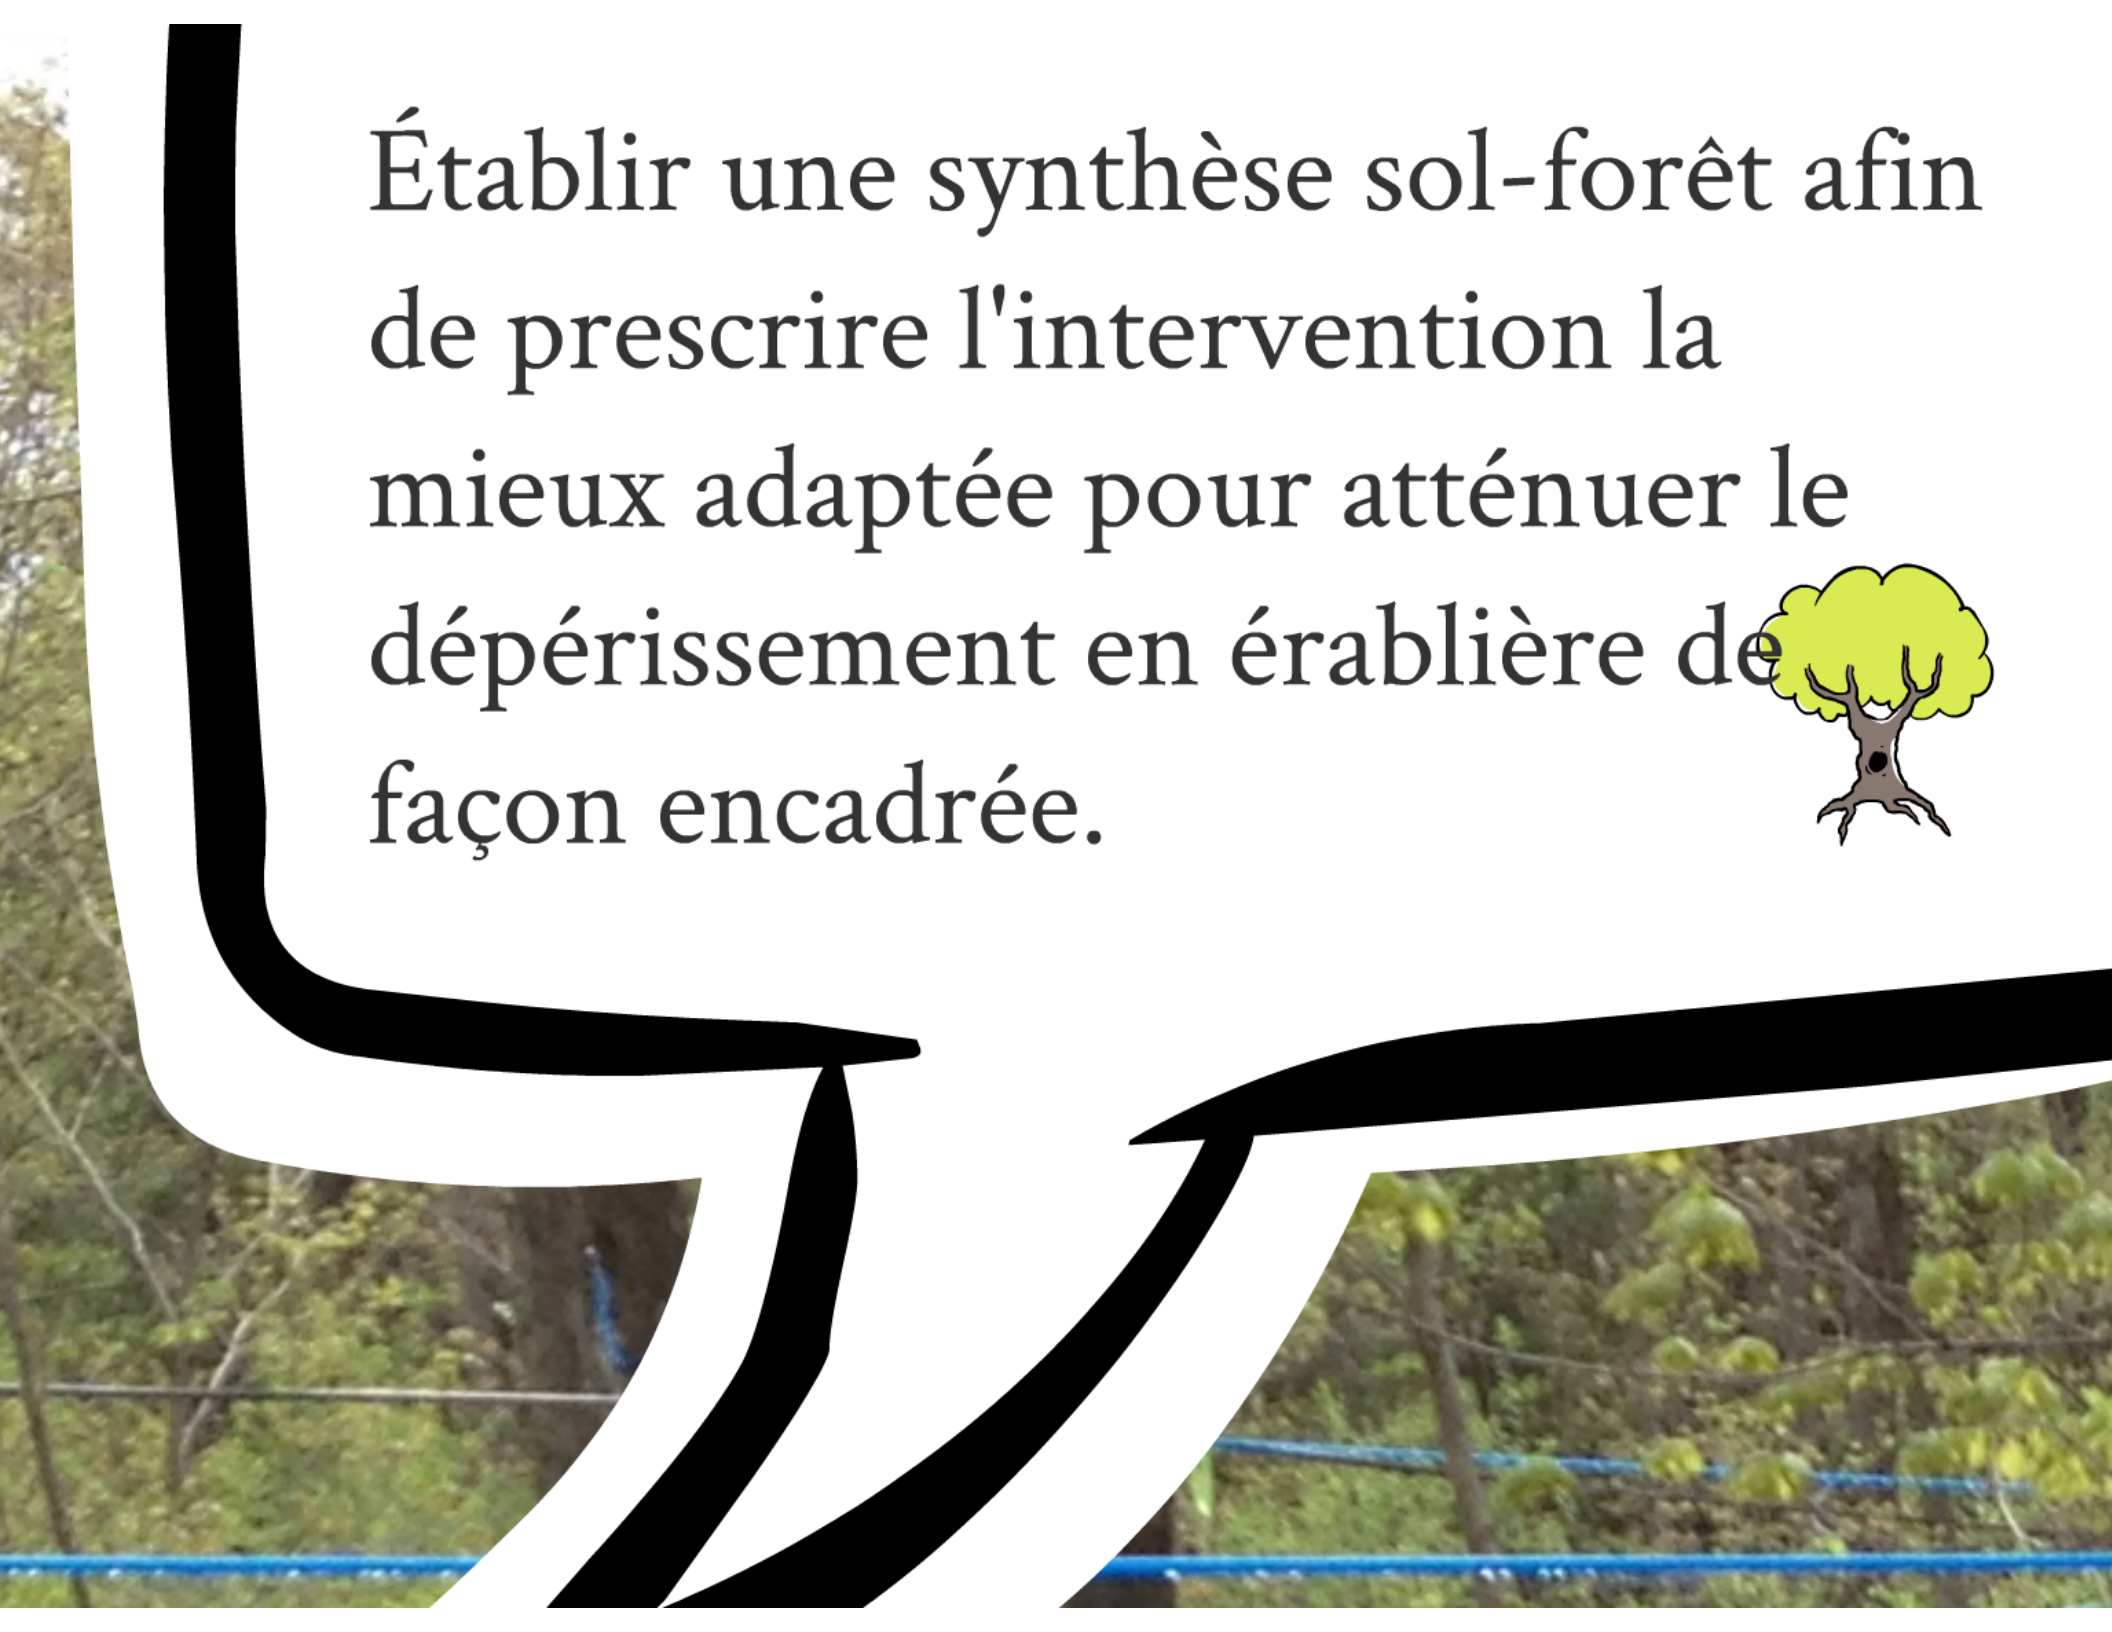 Établir une synthèse sol-forêt afin
de prescrire l'intervention la
mieux adaptée pour atténuer le
dépérissement en érablière de
façon encadrée.